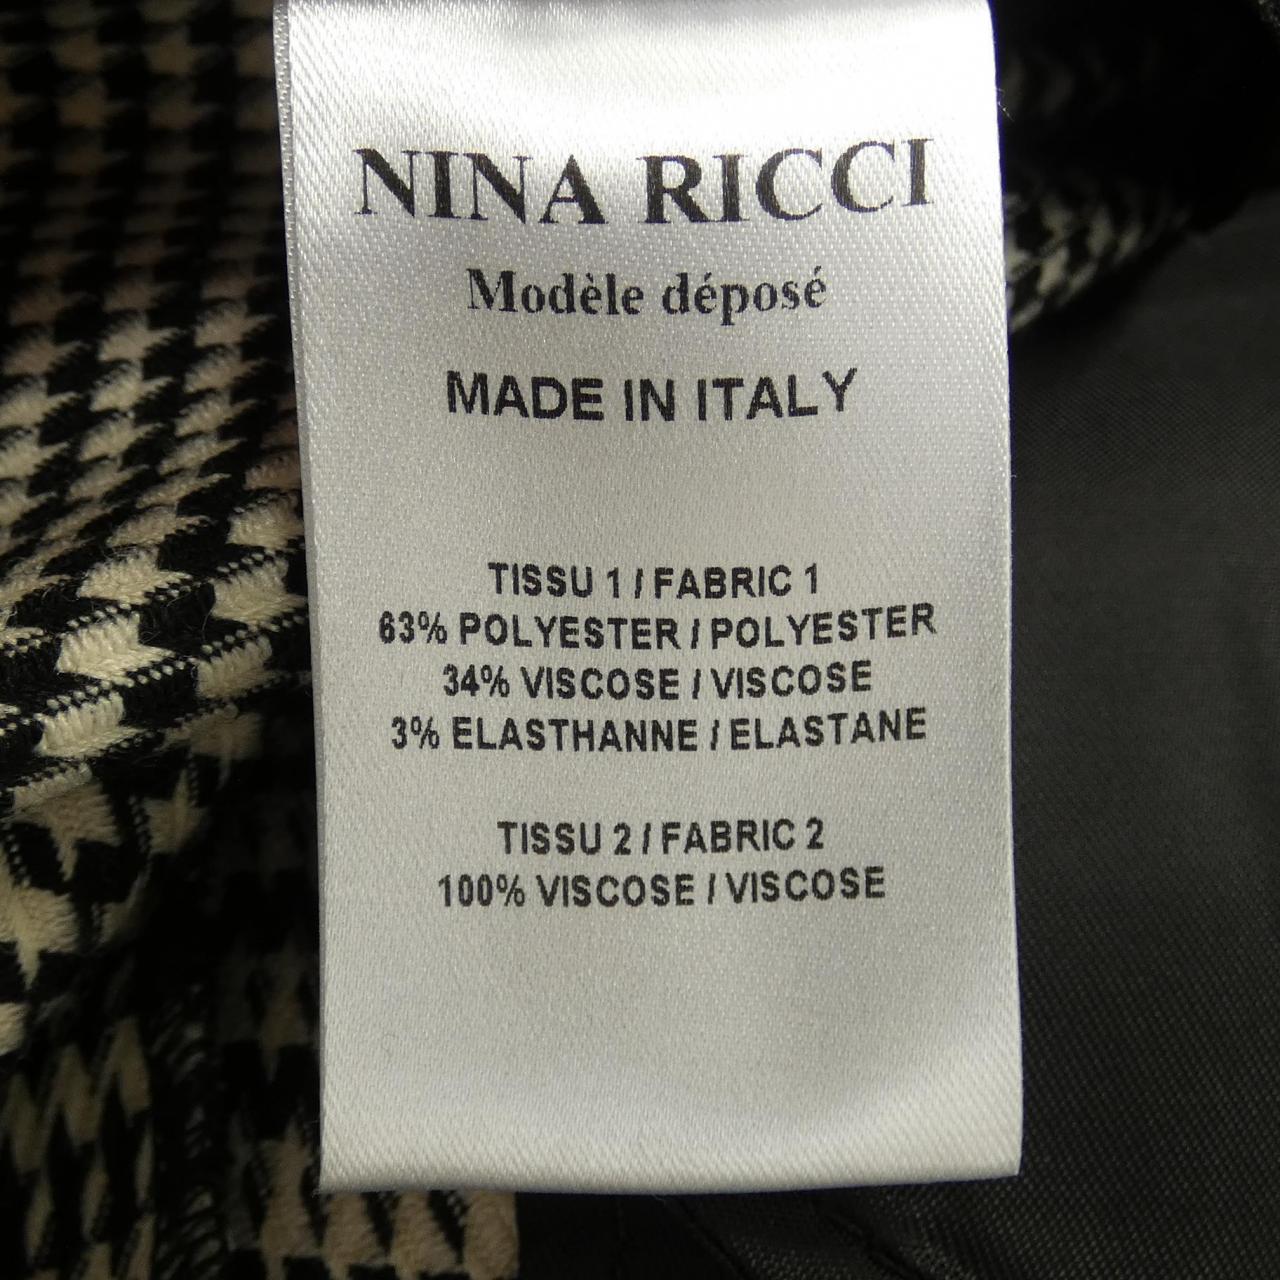 NINA RICCI
Modèle déposé
MADE IN ITALY
TISSU 1 / FABRIC 1
63% POLYESTER / POLYESTER
34% VISCOSE / VISCOSE
3% ELASTHANNE / ELASTANE
TISSU 2 / FABRIC 2
100% VISCOSE / VISCOSE